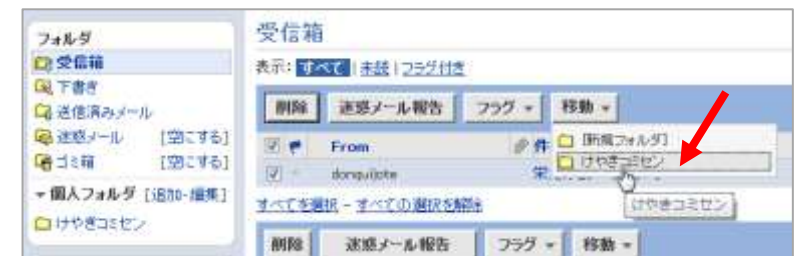 フォルダ
受信箱
下書き
送信済みメール
迷惑メール [空にする]
ゴミ箱 [空にする]
個人フォルダ [追加-編集]
けやきコミセン
受信箱
表示: すべて | 未読 | フラグ付き
削除 迷惑メール報告 フラグ 移動
From 件
[新規フォルダ]
donquijote
けやきコミセン
けやきコミセン
すべてを選択 - すべての選択を解除
削除 迷惑メール報告 フラグ 移動